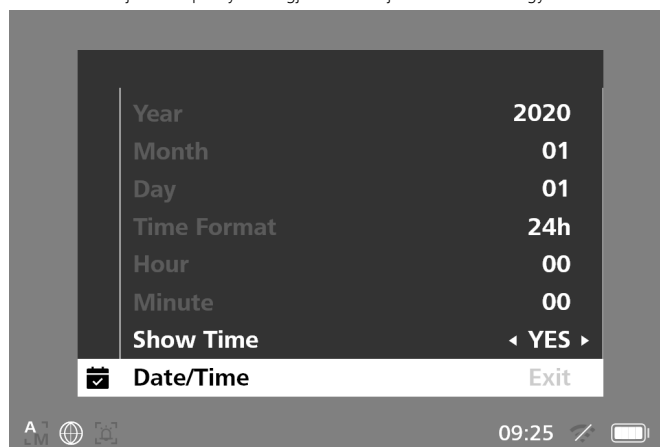 Year 2020
Month 01
Day 01
Time Format 24h
Hour 00
Minute 00
Show Time YES
Date/Time Exit
A
M
09:25